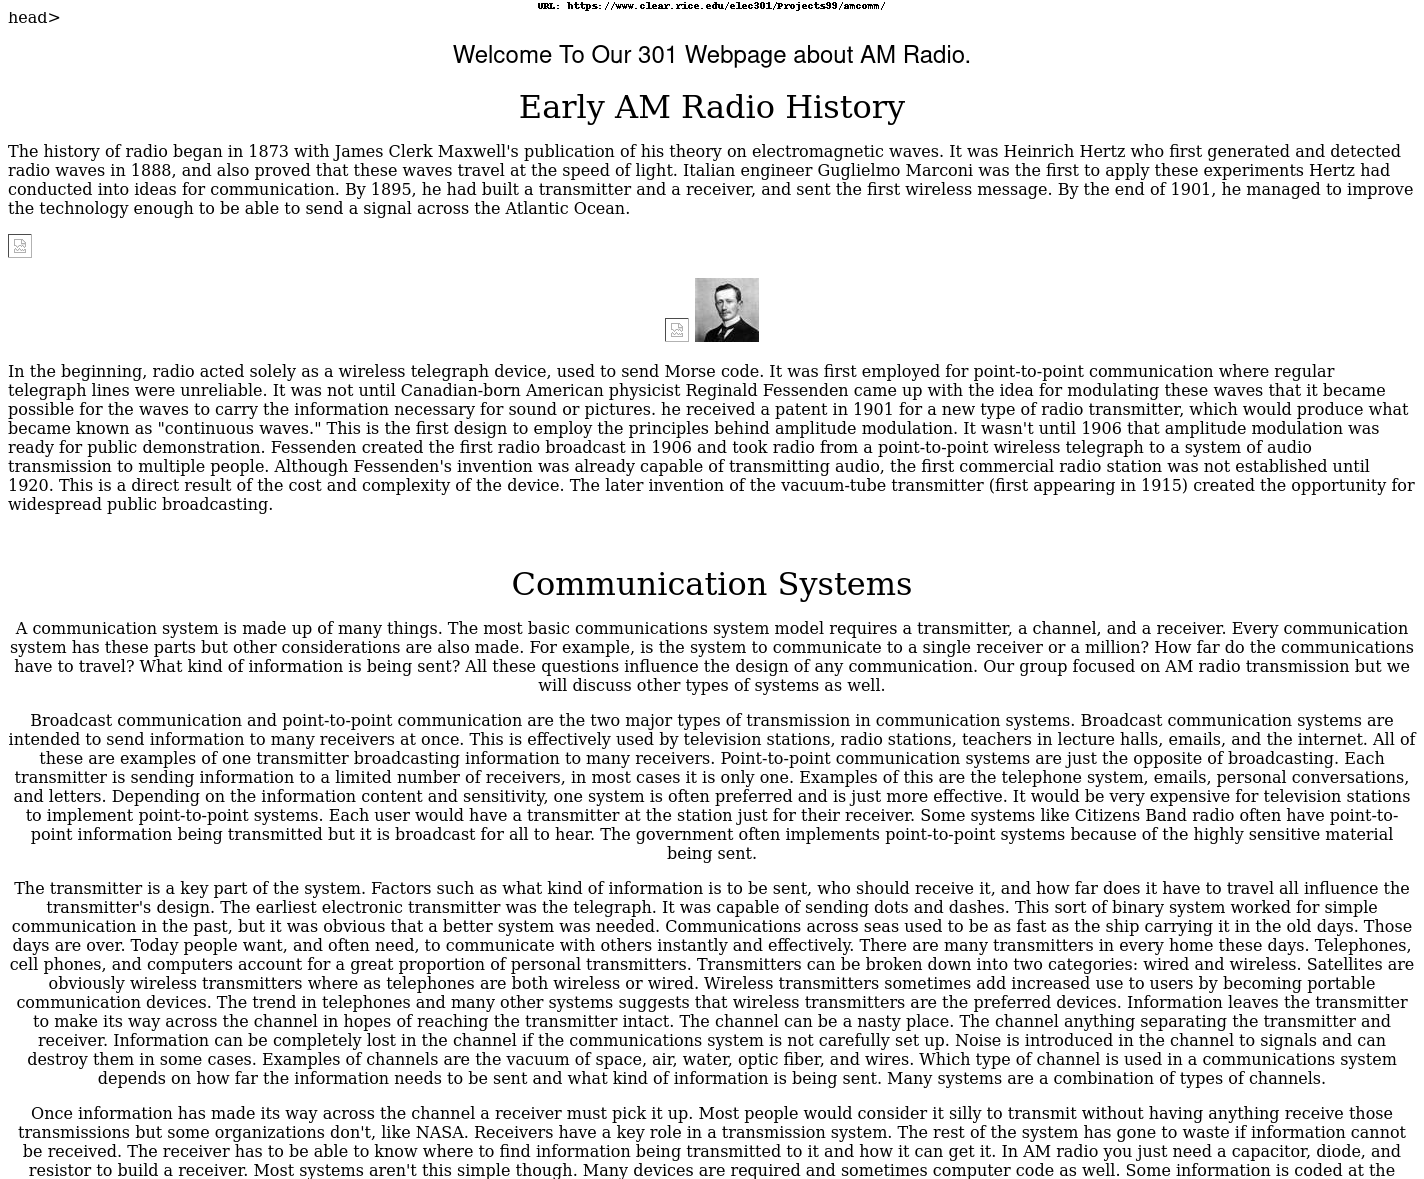 URL: https://www.clear.rice.edu/elec301/Projects99/amcomm/
head>
Welcome To Our 301 Webpage about AM Radio.
Early AM Radio History
The history of radio began in 1873 with James Clerk Maxwell's publication of his theory on electromagnetic waves. It was Heinrich Hertz who first generated and detected
radio waves in 1888, and also proved that these waves travel at the speed of light. Italian engineer Guglielmo Marconi was the first to apply these experiments Hertz had
conducted into ideas for communication. By 1895, he had built a transmitter and a receiver, and sent the first wireless message. By the end of 1901, he managed to improve
the technology enough to be able to send a signal across the Atlantic Ocean.
In the beginning, radio acted solely as a wireless telegraph device, used to send Morse code. It was first employed for point-to-point communication where regular
telegraph lines were unreliable. It was not until Canadian-born American physicist Reginald Fessenden came up with the idea for modulating these waves that it became
possible for the waves to carry the information necessary for sound or pictures. he received a patent in 1901 for a new type of radio transmitter, which would produce what
became known as "continuous waves." This is the first design to employ the principles behind amplitude modulation. It wasn't until 1906 that amplitude modulation was
ready for public demonstration. Fessenden created the first radio broadcast in 1906 and took radio from a point-to-point wireless telegraph to a system of audio
transmission to multiple people. Although Fessenden's invention was already capable of transmitting audio, the first commercial radio station was not established until
1920. This is a direct result of the cost and complexity of the device. The later invention of the vacuum-tube transmitter (first appearing in 1915) created the opportunity for
widespread public broadcasting.
Communication Systems
A communication system is made up of many things. The most basic communications system model requires a transmitter, a channel, and a receiver. Every communication
system has these parts but other considerations are also made. For example, is the system to communicate to a single receiver or a million? How far do the communications
have to travel? What kind of information is being sent? All these questions influence the design of any communication. Our group focused on AM radio transmission but we
will discuss other types of systems as well.
Broadcast communication and point-to-point communication are the two major types of transmission in communication systems. Broadcast communication systems are
intended to send information to many receivers at once. This is effectively used by television stations, radio stations, teachers in lecture halls, emails, and the internet. All of
these are examples of one transmitter broadcasting information to many receivers. Point-to-point communication systems are just the opposite of broadcasting. Each
transmitter is sending information to a limited number of receivers, in most cases it is only one. Examples of this are the telephone system, emails, personal conversations,
and letters. Depending on the information content and sensitivity, one system is often preferred and is just more effective. It would be very expensive for television stations
to implement point-to-point systems. Each user would have a transmitter at the station just for their receiver. Some systems like Citizens Band radio often have point-to-
point information being transmitted but it is broadcast for all to hear. The government often implements point-to-point systems because of the highly sensitive material
being sent.
The transmitter is a key part of the system. Factors such as what kind of information is to be sent, who should receive it, and how far does it have to travel all influence the
transmitter's design. The earliest electronic transmitter was the telegraph. It was capable of sending dots and dashes. This sort of binary system worked for simple
communication in the past, but it was obvious that a better system was needed. Communications across seas used to be as fast as the ship carrying it in the old days. Those
days are over. Today people want, and often need, to communicate with others instantly and effectively. There are many transmitters in every home these days. Telephones,
cell phones, and computers account for a great proportion of personal transmitters. Transmitters can be broken down into two categories: wired and wireless. Satellites are
obviously wireless transmitters where as telephones are both wireless or wired. Wireless transmitters sometimes add increased use to users by becoming portable
communication devices. The trend in telephones and many other systems suggests that wireless transmitters are the preferred devices. Information leaves the transmitter
to make its way across the channel in hopes of reaching the transmitter intact. The channel can be a nasty place. The channel anything separating the transmitter and
receiver. Information can be completely lost in the channel if the communications system is not carefully set up. Noise is introduced in the channel to signals and can
destroy them in some cases. Examples of channels are the vacuum of space, air, water, optic fiber, and wires. Which type of channel is used in a communications system
depends on how far the information needs to be sent and what kind of information is being sent. Many systems are a combination of types of channels.
Once information has made its way across the channel a receiver must pick it up. Most people would consider it silly to transmit without having anything receive those
transmissions but some organizations don't, like NASA. Receivers have a key role in a transmission system. The rest of the system has gone to waste if information cannot
be received. The receiver has to be able to know where to find information being transmitted to it and how it can get it. In AM radio you just need a capacitor, diode, and
resistor to build a receiver. Most systems aren't this simple though. Many devices are required and sometimes computer code as well. Some information is coded at the